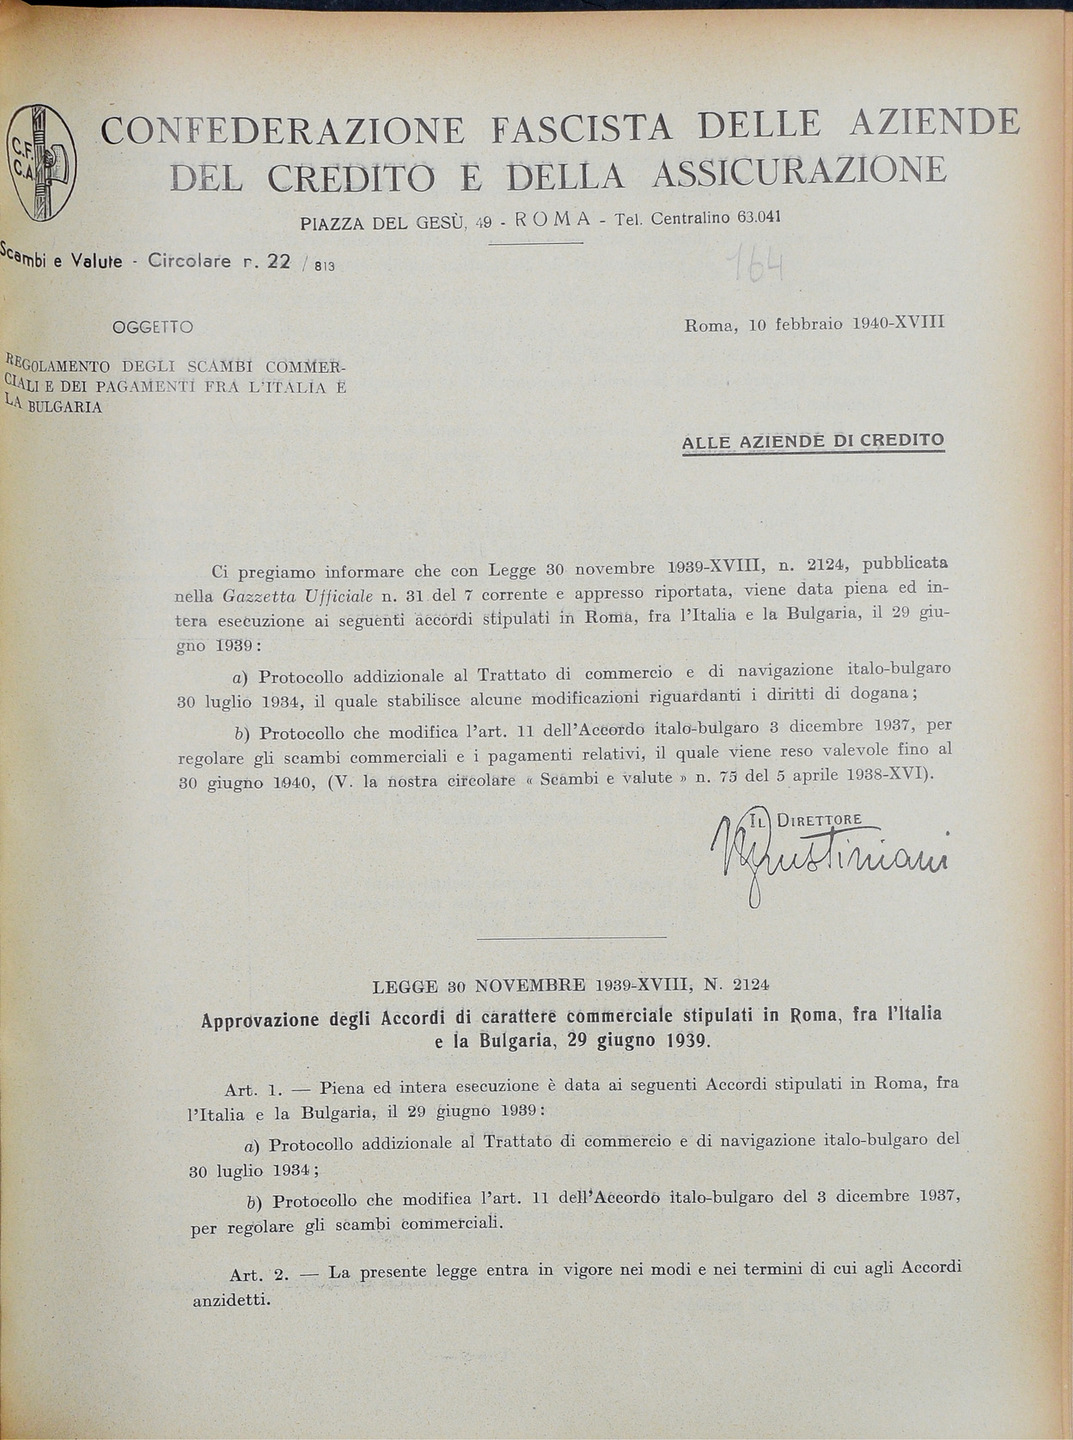 C.F.
C.A.
CONFEDERAZIONE FASCISTA DELLE AZIENDE
DEL CREDITO E DELLA ASSICURAZIONE
PIAZZA DEL GESÙ, 49 - ROMA - Tel. Centralino 63.041
Scambi e Valute - Circolare n. 22 / 813
164
OGGETTO
Roma, 10 febbraio 1940-XVIII
REGOLAMENTO DEGLI SCAMBI COMMER-
CIALI E DEI PAGAMENTI FRA L'ITALIA E
LA BULGARIA
ALLE AZIENDE DI CREDITO
Ci pregiamo informare che con Legge 30 novembre 1939-XVIII, n. 2124, pubblicata
nella Gazzetta Ufficiale n. 31 del 7 corrente e appresso riportata, viene data piena ed in-
tera esecuzione ai seguenti accordi stipulati in Roma, fra l'Italia e la Bulgaria, il 29 giu-
gno 1939:
a) Protocollo addizionale al Trattato di commercio e di navigazione italo-bulgaro
30 luglio 1934, il quale stabilisce alcune modificazioni riguardanti i diritti di dogana;
b) Protocollo che modifica l'art. 11 dell'Accordo italo-bulgaro 3 dicembre 1937, per
regolare gli scambi commerciali e i pagamenti relativi, il quale viene reso valevole fino al
30 giugno 1940, (V. la nostra circolare « Scambi e valute » n. 75 del 5 aprile 1938-XVI).
IL DIRETTORE
Giustiniani
LEGGE 30 NOVEMBRE 1939-XVIII, N. 2124
Approvazione degli Accordi di carattere commerciale stipulati in Roma, fra l'Italia
e la Bulgaria, 29 giugno 1939.
Art. 1. — Piena ed intera esecuzione è data ai seguenti Accordi stipulati in Roma, fra
l'Italia e la Bulgaria, il 29 giugno 1939:
a) Protocollo addizionale al Trattato di commercio e di navigazione italo-bulgaro del
30 luglio 1934;
b) Protocollo che modifica l'art. 11 dell'Accordo italo-bulgaro del 3 dicembre 1937,
per regolare gli scambi commerciali.
Art. 2. — La presente legge entra in vigore nei modi e nei termini di cui agli Accordi
anzidetti.